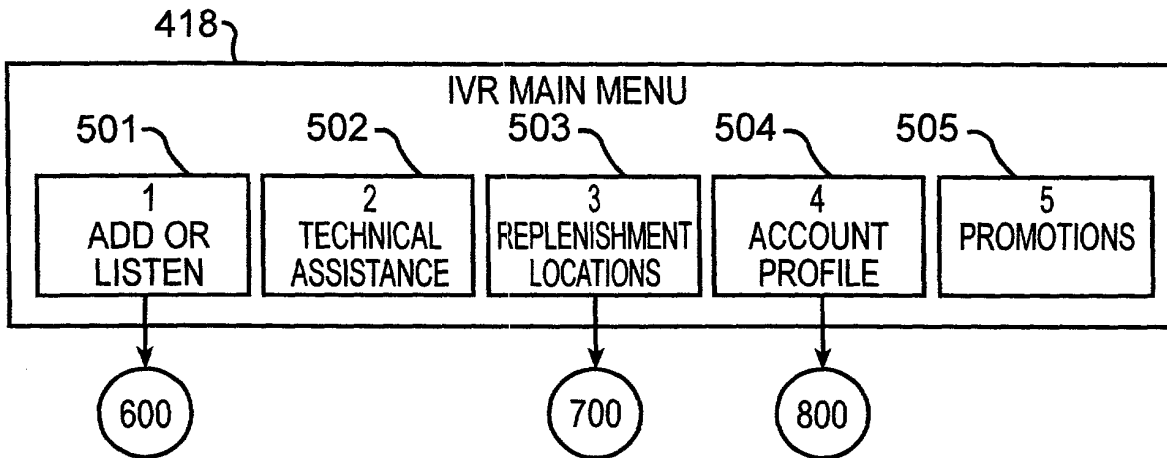 418
IVR MAIN MENU
501
502
503
504
505
1
ADD OR
LISTEN
2
TECHNICAL
ASSISTANCE
3
REPLENISHMENT
LOCATIONS
4
ACCOUNT
PROFILE
5
PROMOTIONS
600
700
800